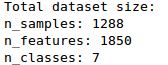 Total dataset size:
n_samples: 1288
n_features: 1850
n_classes: 7